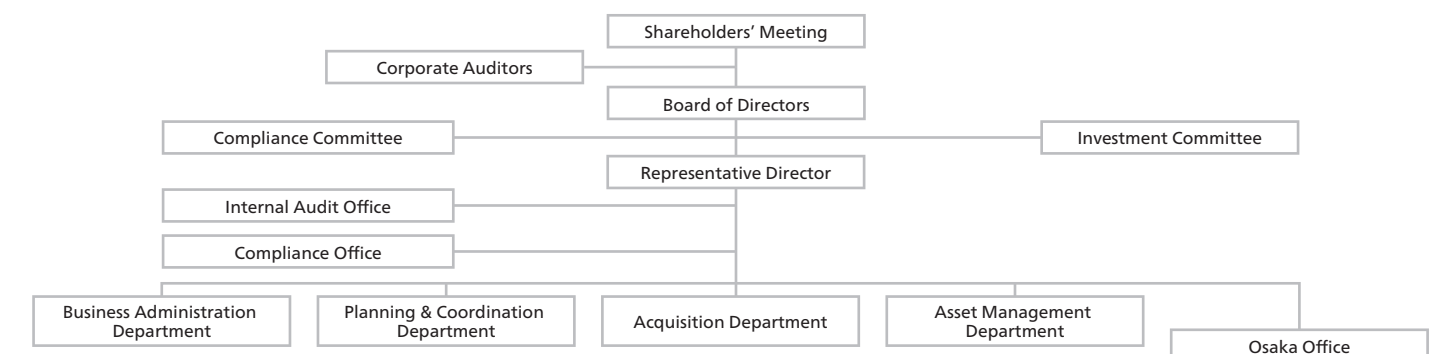 Shareholders’ Meeting
Corporate Auditors
Board of Directors
Compliance Committee
Investment Committee
Representative Director
Internal Audit Office
Compliance Office
Business Administration
Department
Planning & Coordination
Department
Acquisition Department
Asset Management
Department
Osaka Office